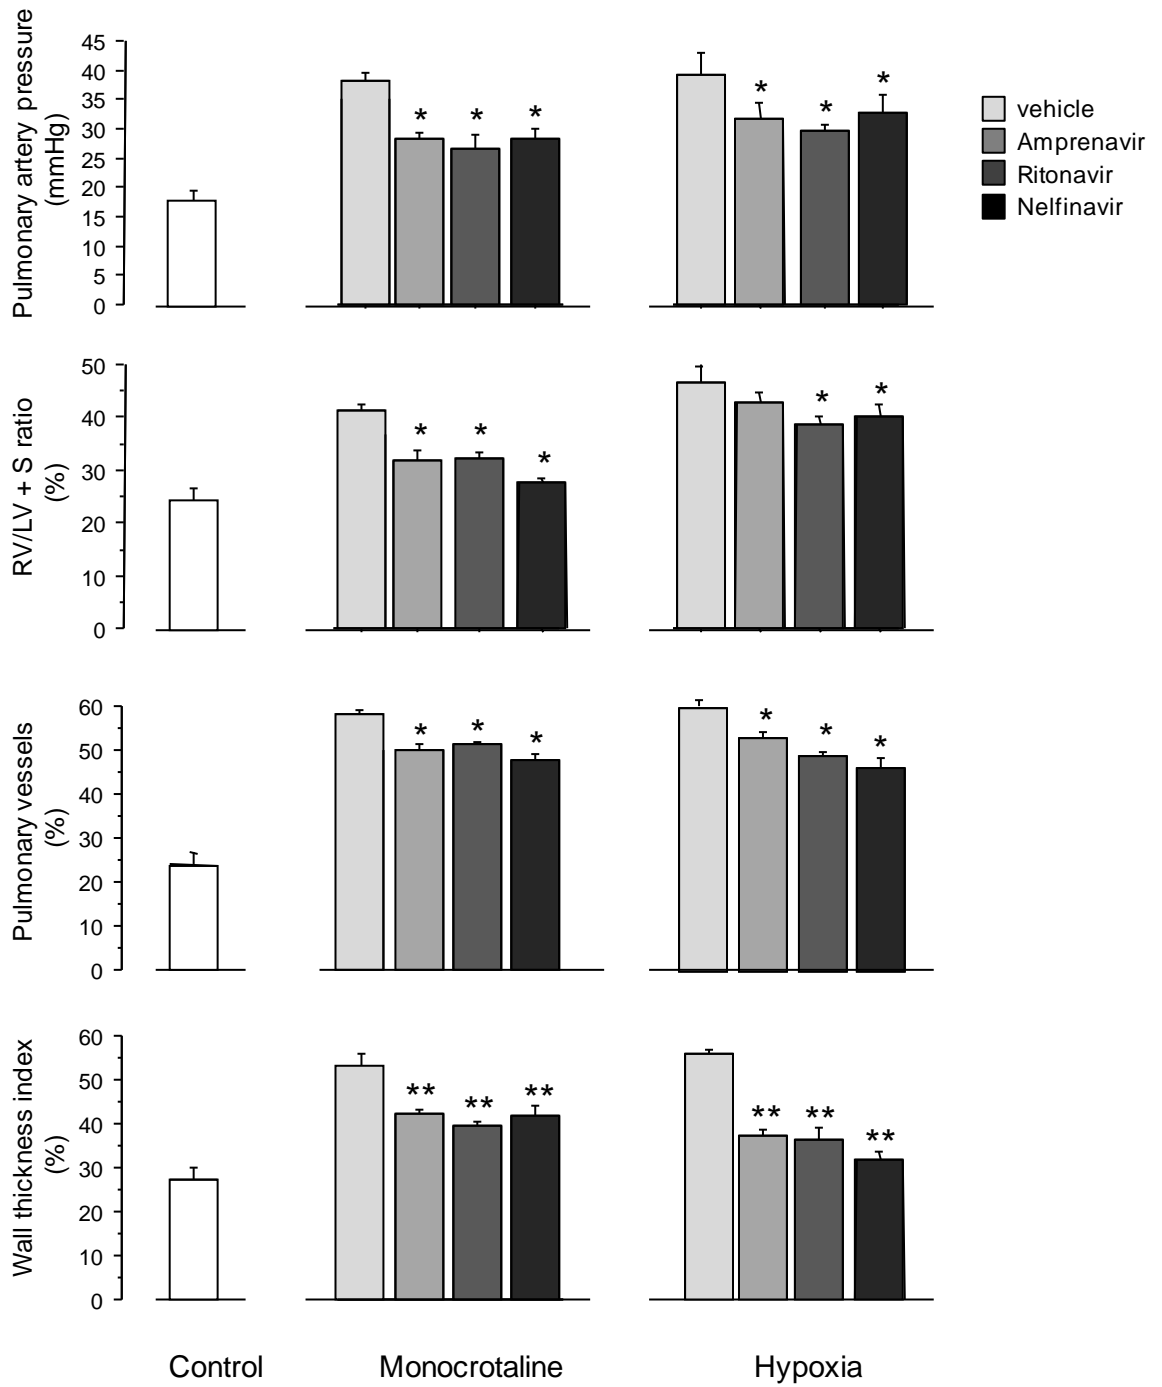 Pulmonary artery pressure
(mmHg)
45
40
35
30
25
20
15
10
5
0
* * *
* * *
vehicle
Amprenavir
Ritonavir
Nelfinavir
RV/LV + S ratio
(%)
50
40
30
20
10
0
* * *
* *
Pulmonary vessels
(%)
60
50
40
30
20
10
0
* * *
* * *
Wall thickness index
(%)
60
50
40
30
20
10
0
** ** **
** ** **
Control
Monocrotaline
Hypoxia